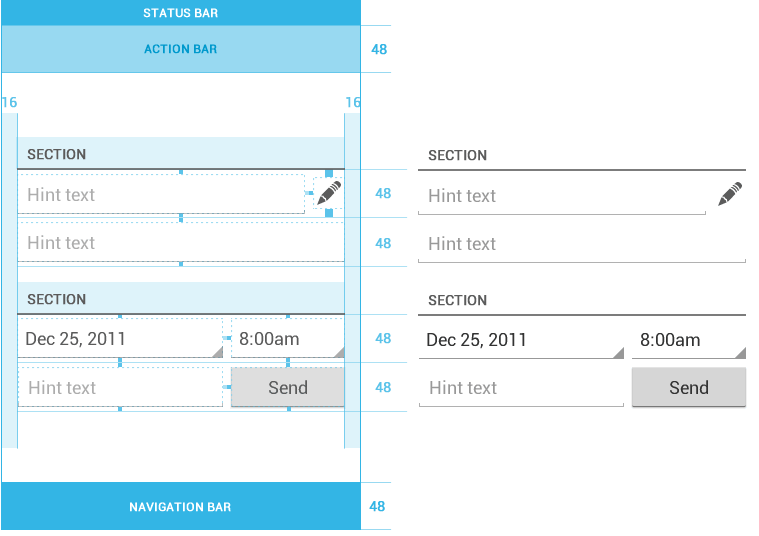 STATUS BAR
ACTION BAR 48
16 16
SECTION
Hint text 48
Hint text 48
SECTION
Dec 25, 2011 8:00am 48
Hint text Send 48
NAVIGATION BAR 48
SECTION
Hint text
Hint text
SECTION
Dec 25, 2011 8:00am
Hint text Send